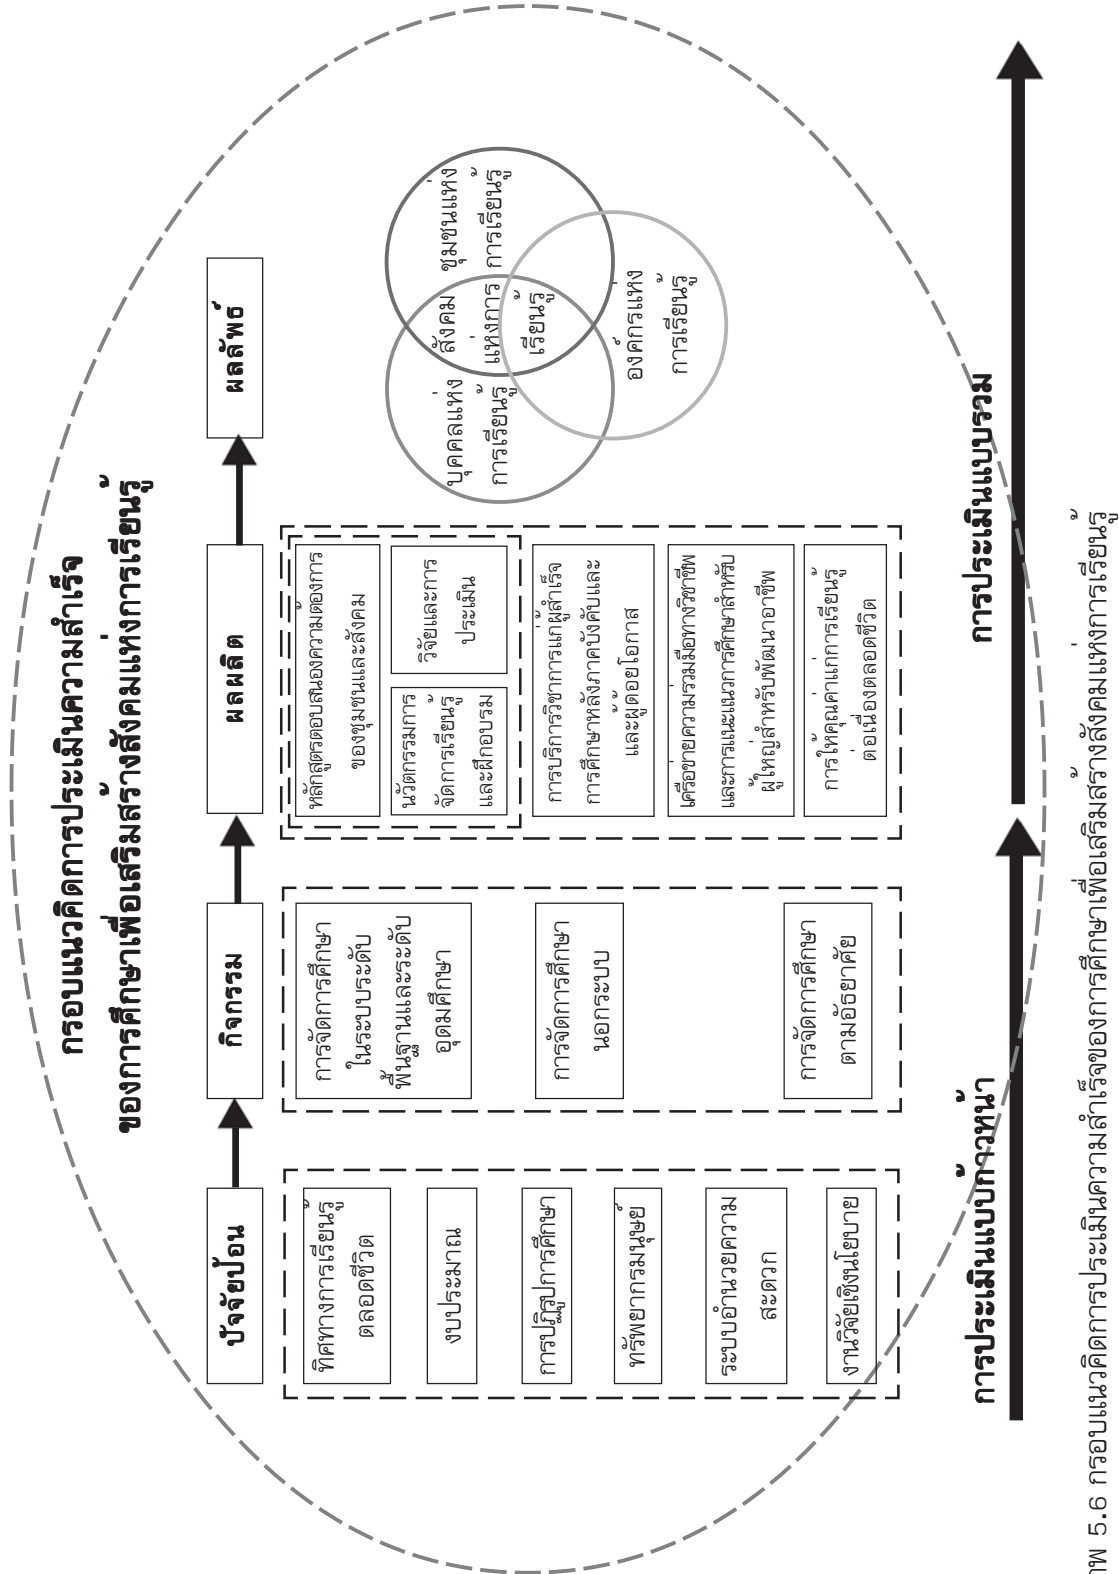 กรอบแนวคิดการประเมินความสำเร็จ
ของการศึกษาเพื่อเสริมสร้างสังคมแห่งการเรียนรู้
ปัจจัยป้อน
กิจกรรม
ผลผลิต
ผลลัพธ์
ทิศทางการเรียนรู้
ตลอดชีวิต
งบประมาณ
การปฏิรูปการศึกษา
ทรัพยากรมนุษย์
ระบบอำนวยความ
สะดวก
งานวิจัยเชิงนโยบาย
การจัดการศึกษา
ในระบบระดับ
พื้นฐานและระดับ
อุดมศึกษา
การจัดการศึกษา
นอกระบบ
การจัดการศึกษา
ตามอัธยาศัย
หลักสูตรตอบสนองความต้องการ
ของชุมชนและสังคม
นวัตกรรมการ
จัดการเรียนรู้
และฝึกอบรม
วิจัยและการ
ประเมิน
การบริการวิชาการแก่ผู้สำเร็จ
การศึกษาหลังภาคบังคับและ
และผู้ด้อยโอกาส
เครือข่ายความร่วมมือทางวิชาชีพ
และการแนะแนวการศึกษาสำหรับ
ผู้ใหญ่สำหรับพัฒนาอาชีพ
การให้คุณค่าแก่การเรียนรู้
ต่อเนื่องตลอดชีวิต
บุคคลแห่ง
การเรียนรู้
สังคม
แห่งการ
เรียนรู้
ชุมชนแห่ง
การเรียนรู้
องค์กรแห่ง
การเรียนรู้
การประเมินแบบก้าวหน้า
การประเมินแบบรวม
าพ 5.6 กรอบแนวคิดการประเมินความสำเร็จของการศึกษาเพื่อเสริมสร้างสังคมแห่งการเรียนรู้